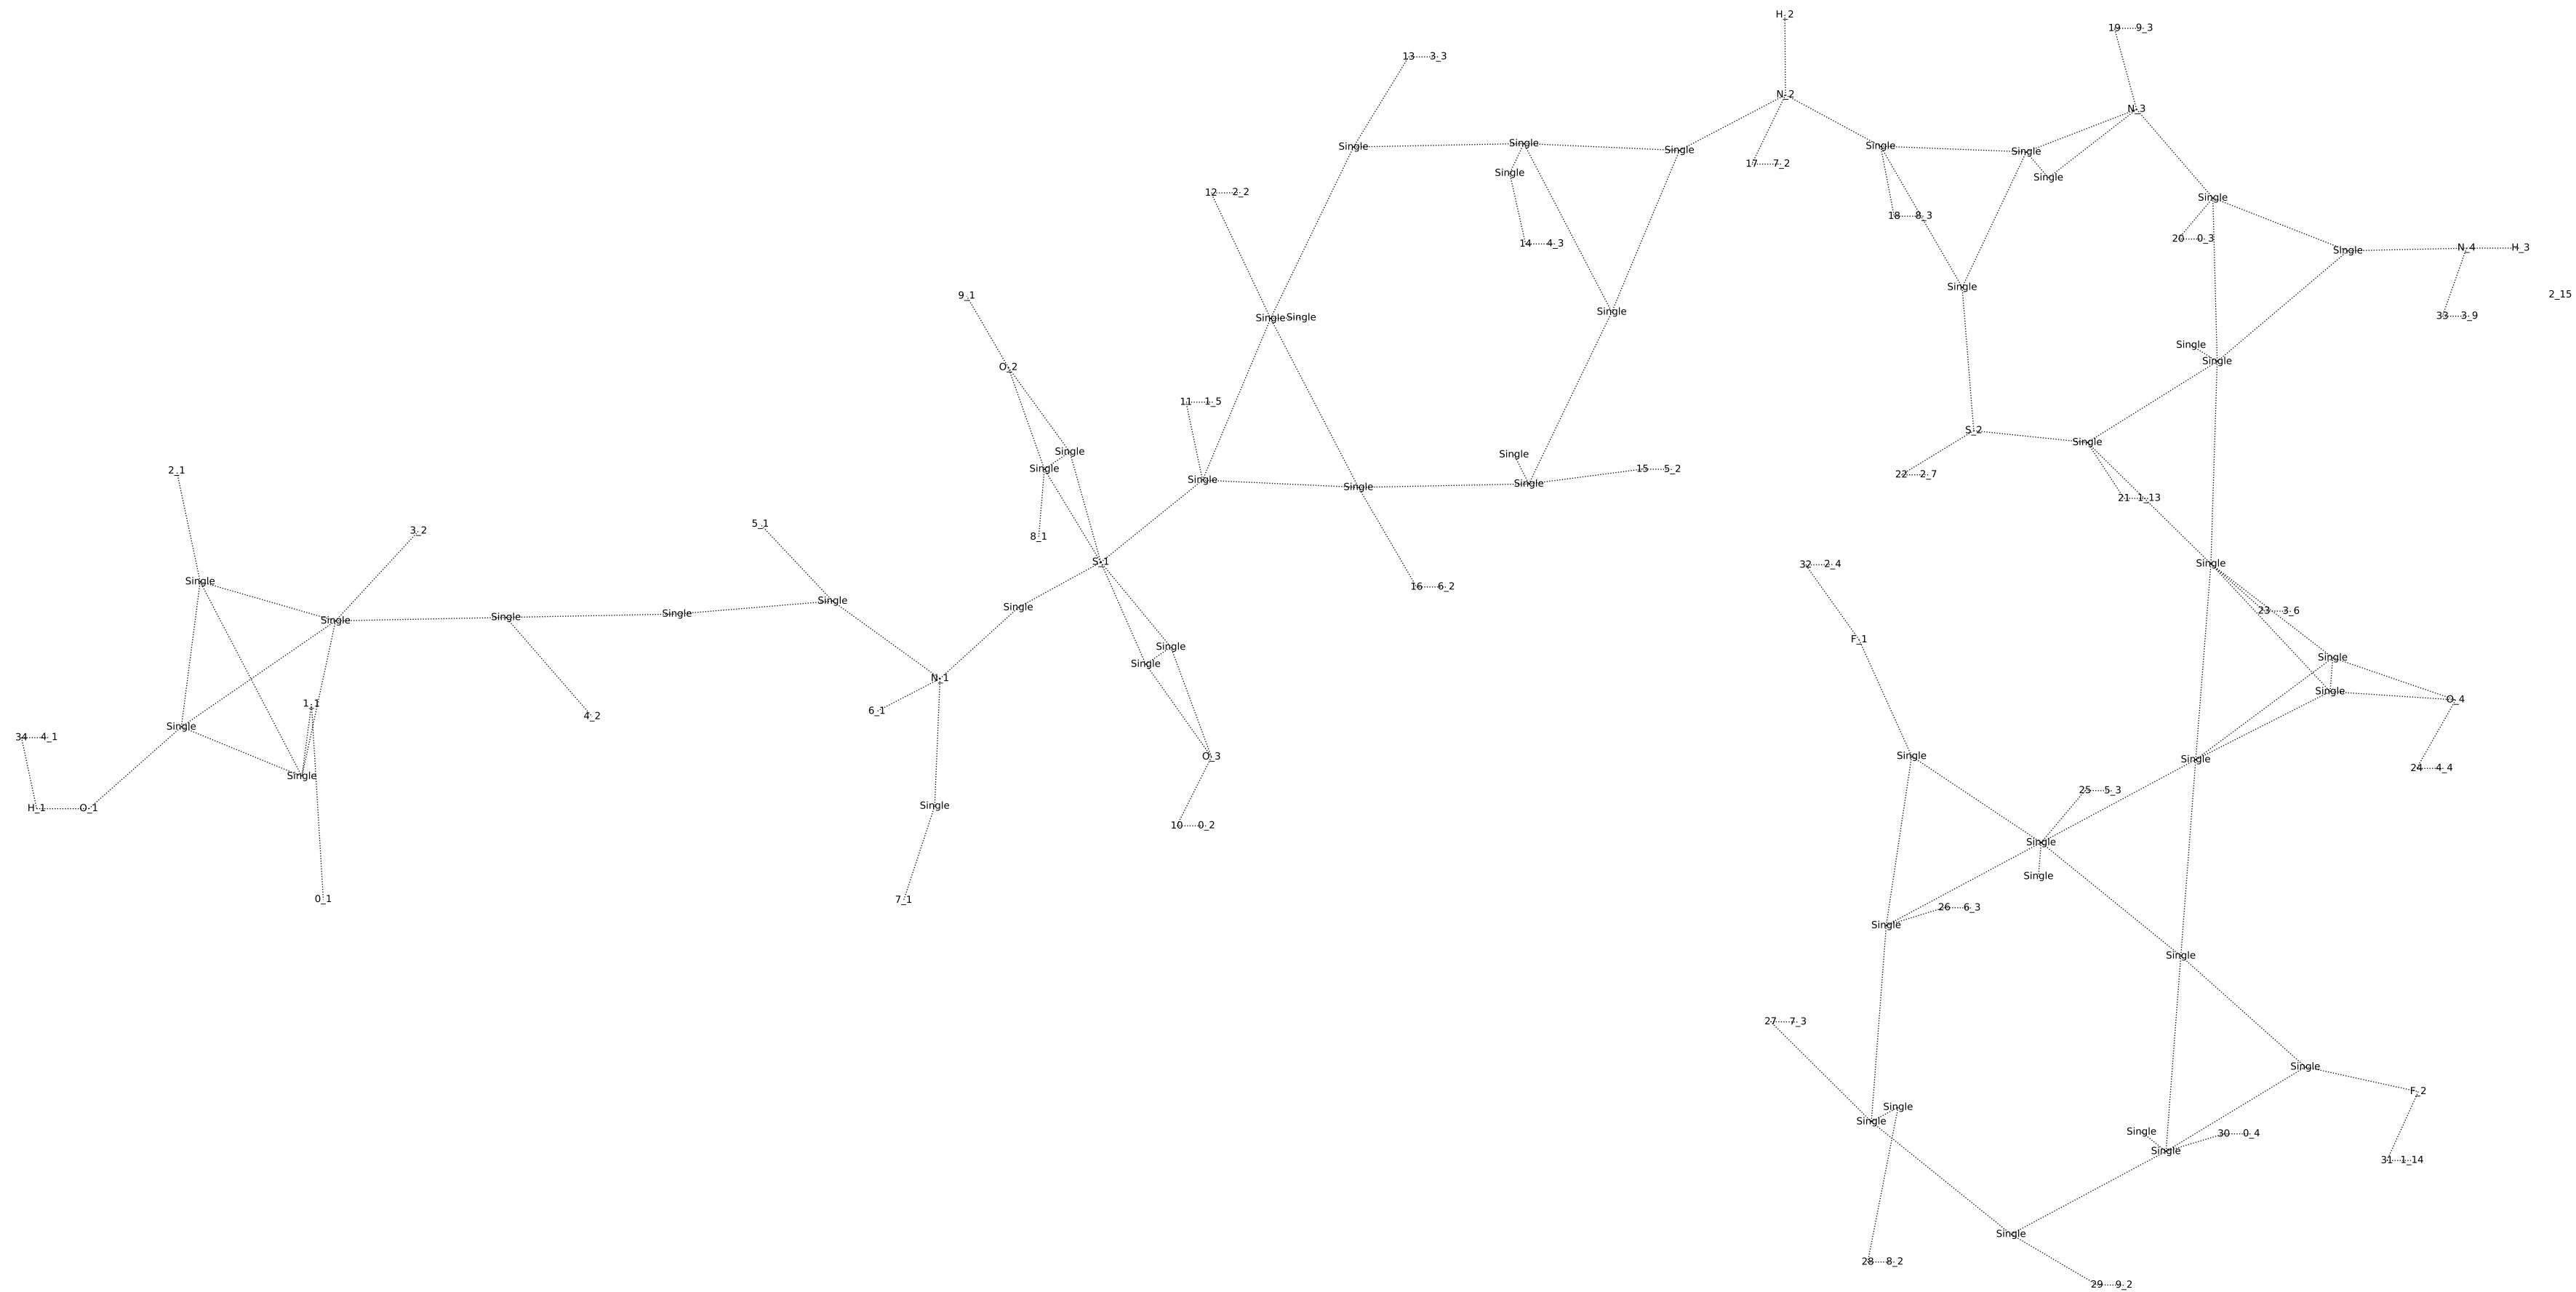 H_2
19 9_3
13 3_3
N_2
N_3
Single
Single
Single
Single
Single
17 7_2
Single
Single
12 2_2
Single
18 8_3
20 0_3
14 4_3
Single
N_4 H_3
Single
2_15
9_1
Single
Single Single
33 3_9
Single
Single
O_2
11 1_5
S_2
Single
Single
Single
Single
15 5_2
2_1
22 2_7
Single
Single
Single
21 1_13
5_1
3_2
8_1
S_1
Single
32 2_4
Single
16 6_2
Single
Single
23 3_6
Single
Single
Single
F_1
Single
Single
Single
N_1
Single
O_4
1_1
6_1
4_2
Single
34 4_1
O_3
Single
Single
24 4_4
Single
25 5_3
H_1 O_1
Single
10 0_2
Single
Single
0_1
7_1
26 6_3
Single
Single
27 7_3
Single
F_2
Single
Single
Single
30 0_4
Single
31 1_14
Single
28 8_2
29 9_2